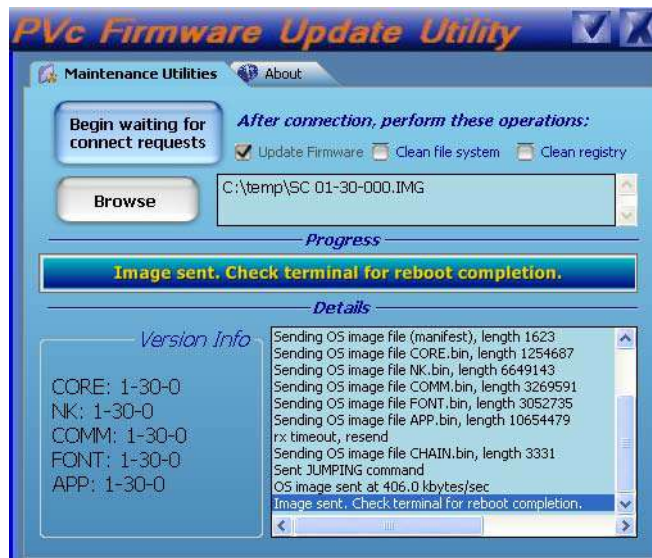 PVc Firmware Update Utility
Maintenance Utilities
About
Begin waiting for
connect requests
After connection, perform these operations:
Update Firmware
Clean file system
Clean registry
Browse
C:\temp\SC 01-30-000.IMG
Progress
Image sent. Check terminal for reboot completion.
Details
Version Info
CORE: 1-30-0
NK: 1-30-0
COMM: 1-30-0
FONT: 1-30-0
APP: 1-30-0
Sending OS image file (manifest), length 1623
Sending OS image file CORE.bin, length 1254687
Sending OS image file NK.bin, length 6649143
Sending OS image file COMM.bin, length 3269591
Sending OS image file FONT.bin, length 3052735
Sending OS image file APP.bin, length 10654479
rx timeout, resend
Sending OS image file CHAIN.bin, length 3331
Sent JUMPING command
OS image sent at 406.0 kbytes/sec
Image sent. Check terminal for reboot completion.